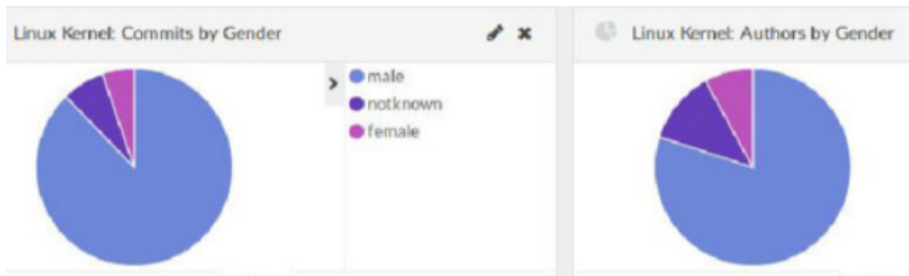 Linux Kernel: Commits by Gender
male
notknown
female
Linux Kernel: Authors by Gender